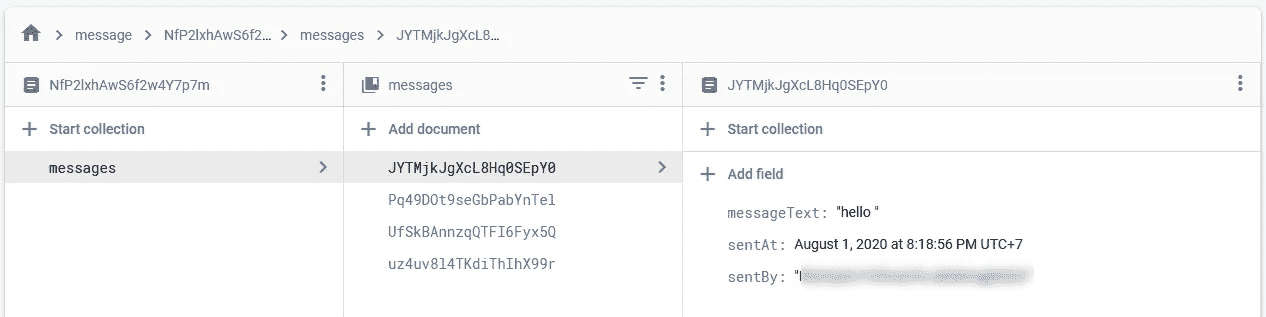 message NfP2lxhAwS6f2... messages JYTMjkJgXcL8...
NfP2lxhAwS6f2w4Y7p7m
messages
JYTMjkJgXcL8Hq0SEpY0
Start collection
Add document
Start collection
messages
JYTMjkJgXcL8Hq0SEpY0
Pq49DOt9seGbPabYnTel
UfSkBAnnzqQTFI6Fyx5Q
uz4uv8l4TKdiThIhX99r
Add field
messageText: "hello "
sentAt: August 1, 2020 at 8:18:56 PM UTC+7
sentBy: "